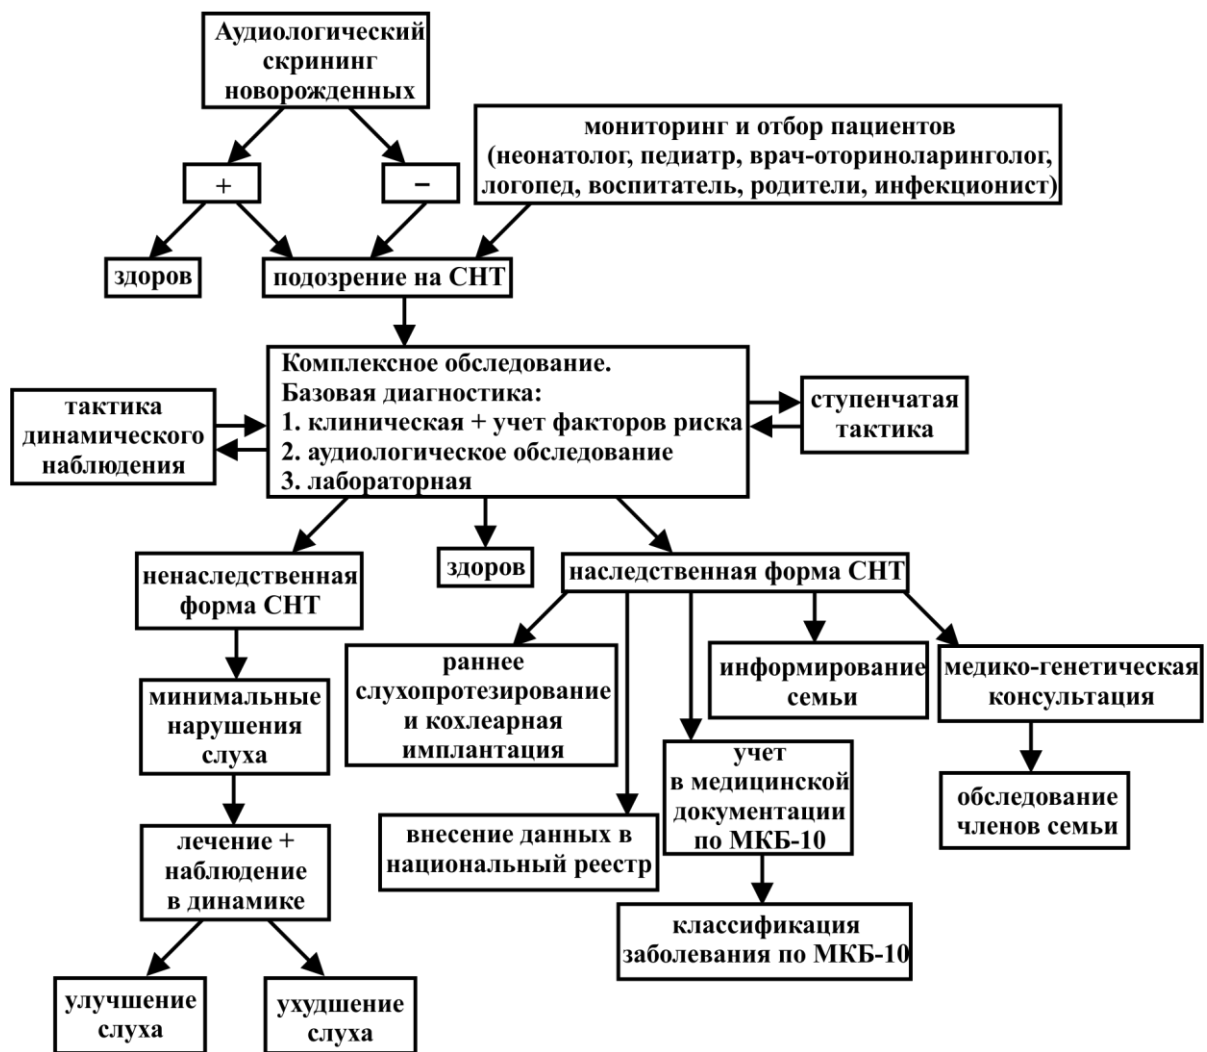 Аудиологический
скрининг
новорожденных
мониторинг и отбор пациентов
(неонатолог, педиатр, врач-оториноларинголог,
логопед, воспитатель, родители, инфекционист)
+
−
здоров
подозрение на СНТ
Комплексное обследование.
Базовая диагностика:
1. клиническая + учет факторов риска
2. аудиологическое обследование
3. лабораторная
тактика
динамического
наблюдения
ступенчатая
тактика
ненаследственная
форма СНТ
здоров
наследственная форма СНТ
минимальные
нарушения
слуха
раннее
слухопротезирование
и кохлеарная
имплантация
информирование
семьи
медико-генетическая
консультация
учет
в медицинской
документации
по МКБ-10
обследование
членов семьи
внесение данных в
национальный реестр
лечение +
наблюдение
в динамике
классификация
заболевания по МКБ-10
улучшение
слуха
ухудшение
слуха